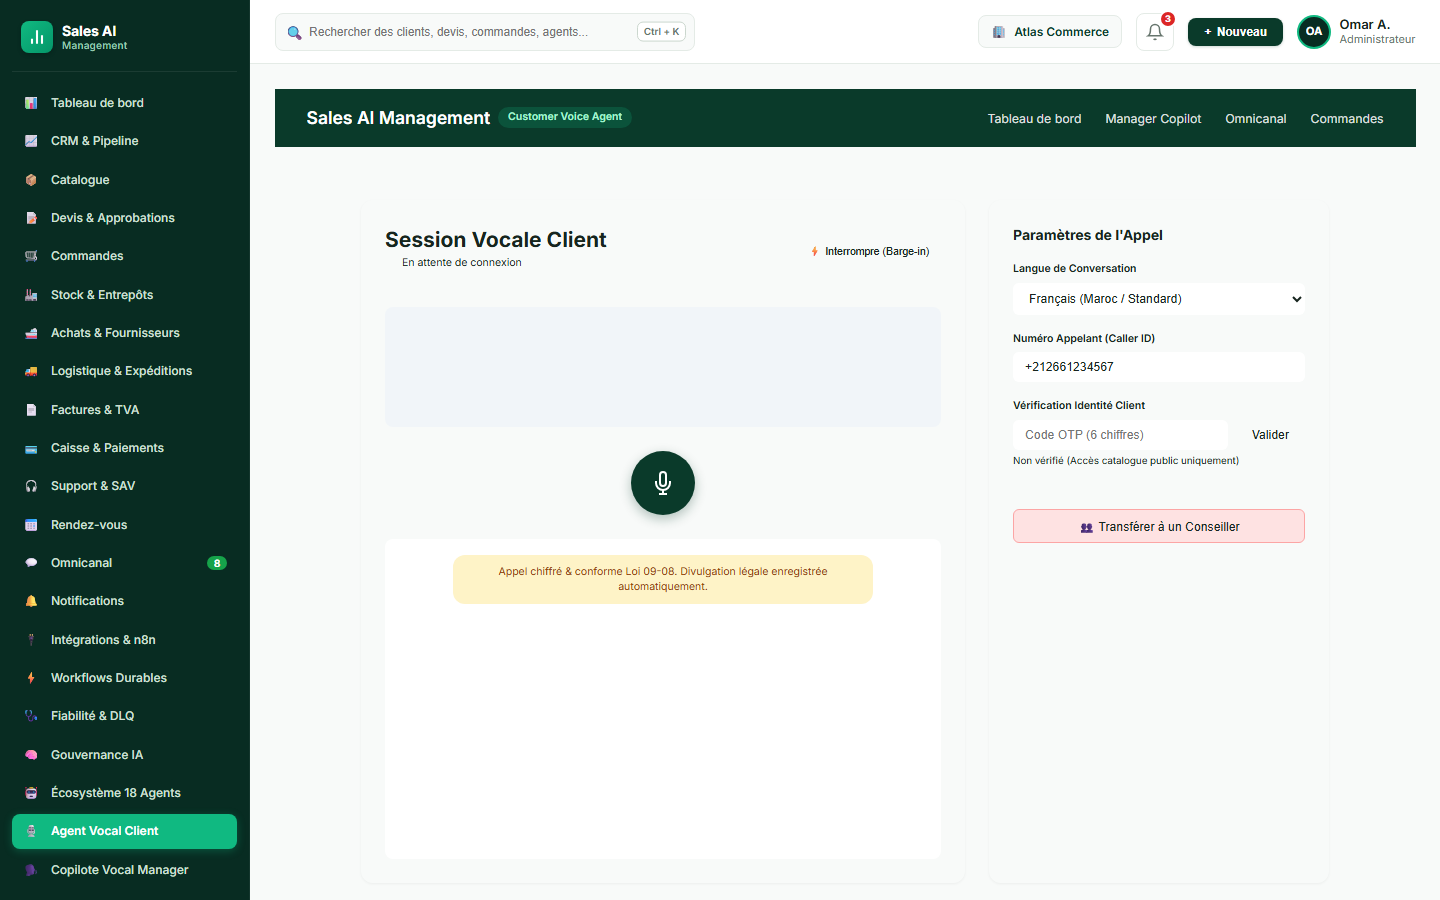 Sales AI
Management
Tableau de bord
CRM & Pipeline
Catalogue
Devis & Approbations
Commandes
Stock & Entrepôts
Achats & Fournisseurs
Logistique & Expéditions
Factures & TVA
Caisse & Paiements
Support & SAV
Rendez-vous
Omnicanal 8
Notifications
Intégrations & n8n
Workflows Durables
Fiabilité & DLQ
Gouvernance IA
Écosystème 18 Agents
Agent Vocal Client
Copilote Vocal Manager
Rechercher des clients, devis, commandes, agents... Ctrl + K
Atlas Commerce
3
+ Nouveau
OA
Omar A.
Administrateur
Sales AI Management Customer Voice Agent
Tableau de bord Manager Copilot Omnicanal Commandes
Session Vocale Client
En attente de connexion
Interrompre (Barge-in)
Appel chiffré & conforme Loi 09-08. Divulgation légale enregistrée
automatiquement.
Paramètres de l'Appel
Langue de Conversation
Français (Maroc / Standard)
Numéro Appelant (Caller ID)
+212661234567
Vérification Identité Client
Code OTP (6 chiffres) Valider
Non vérifié (Accès catalogue public uniquement)
Transférer à un Conseiller